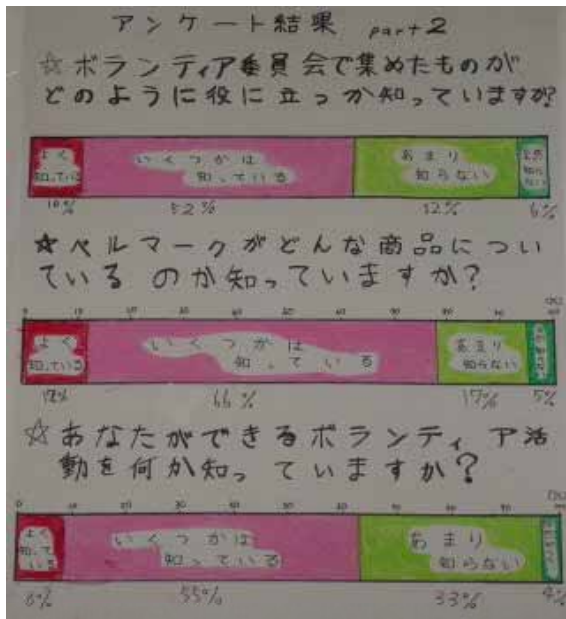 アンケート結果 part2
☆ボランティア委員会で集めたものが
どのように役に立つか知っていますか?
よく
知っている
いくつかは
知っている
あまり
知らない
全然
知らない
10% 52% 32% 6%
★ベルマークがどんな商品につい
ているのか知っていますか?
よく
知っている
いくつかは
知っている
あまり
知らない
12% 66% 17% 5%
☆あなたができるボランティア活
動を何か知っていますか?
よく
知って
いる
いくつかは
知っている
あまり
知らない
8% 55% 33% 4%